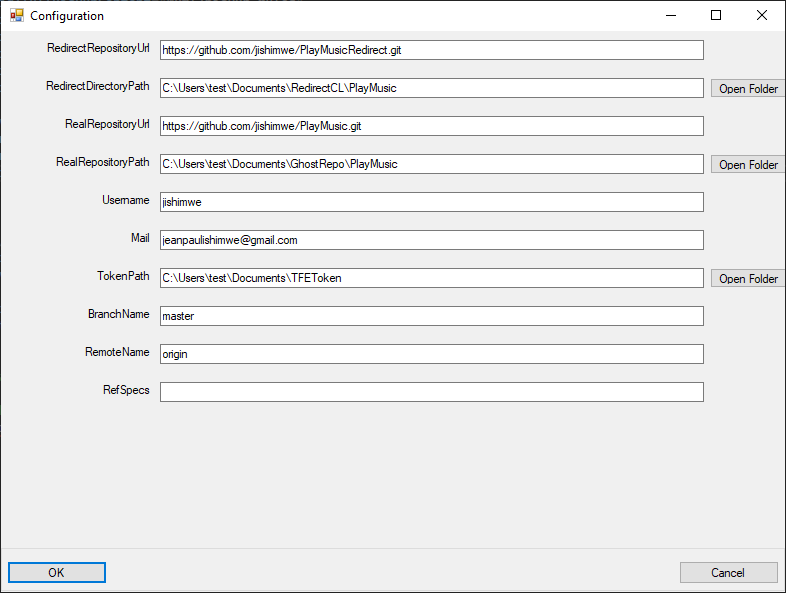 Configuration
RedirectRepositoryUrl https://github.com/jishimwe/PlayMusicRedirect.git
RedirectDirectoryPath C:\Users\test\Documents\RedirectCL\PlayMusic Open Folder
RealRepositoryUrl https://github.com/jishimwe/PlayMusic.git
RealRepositoryPath C:\Users\test\Documents\GhostRepo\PlayMusic Open Folder
Username jishimwe
Mail jeanpaulishimwe@gmail.com
TokenPath C:\Users\test\Documents\TFEToken Open Folder
BranchName master
RemoteName origin
RefSpecs
OK Cancel